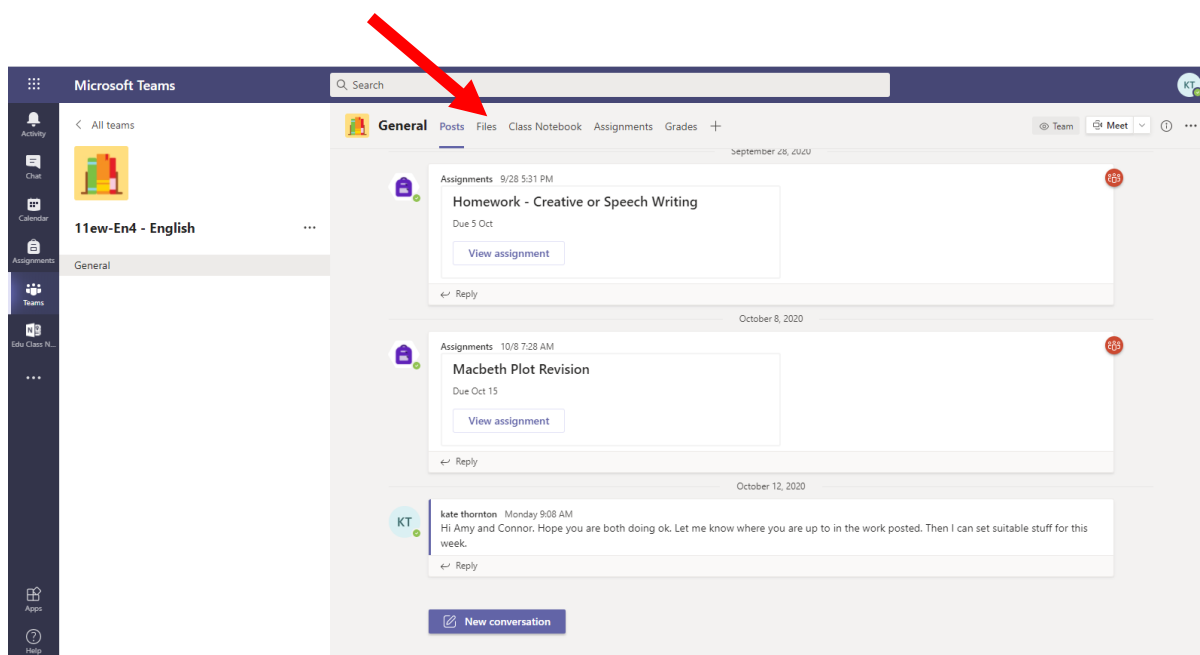 Microsoft Teams
Search
KT
Activity
Chat
Calendar
Assignments
Teams
Edu Class N...
Apps
Help
All teams
11ew-En4 - English
General
General Posts Files Class Notebook Assignments Grades
Team Meet
September 28, 2020
Assignments 9/28 5:31 PM
Homework - Creative or Speech Writing
Due 5 Oct
View assignment
Reply
October 8, 2020
Assignments 10/8 7:28 AM
Macbeth Plot Revision
Due Oct 15
View assignment
Reply
October 12, 2020
KT
kate thornton Monday 9:08 AM
Hi Amy and Connor. Hope you are both doing ok. Let me know where you are up to in the work posted. Then I can set suitable stuff for this
week.
Reply
New conversation